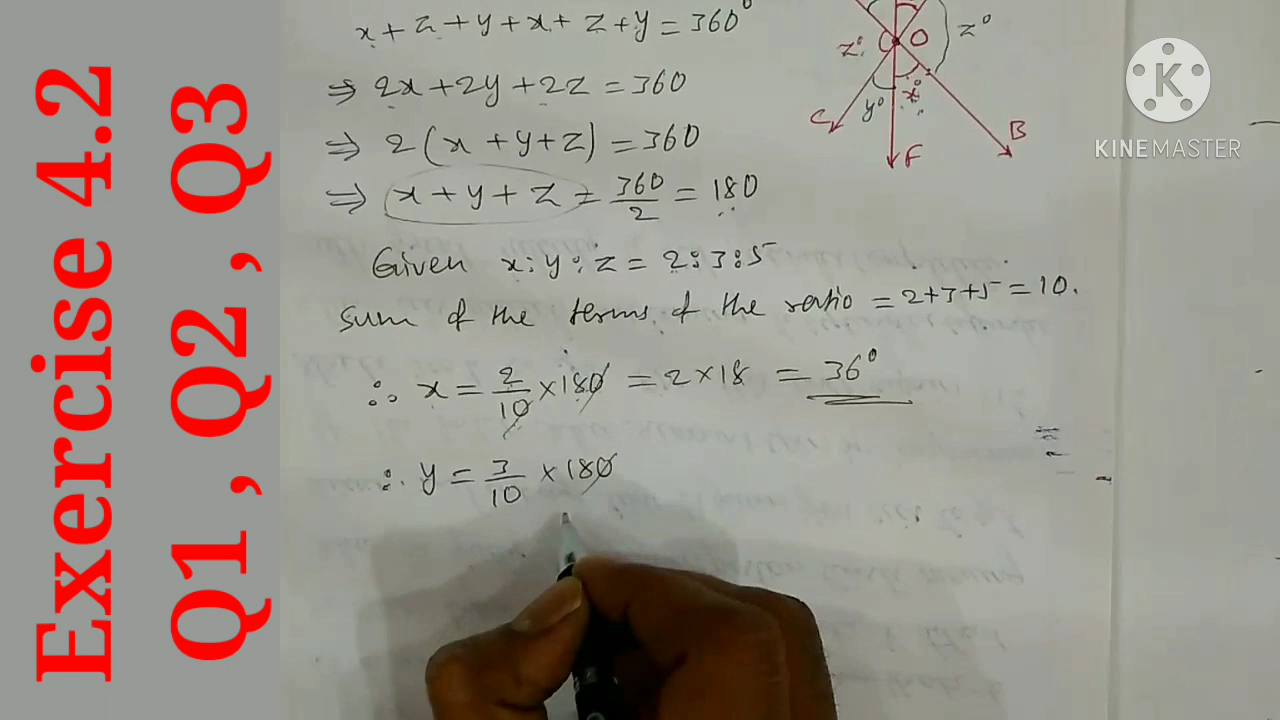 Exercise 4.2
Q1 , Q2 , Q3
x + z + y + x + z + y = 360°
⇒ 2x + 2y + 2z = 360
⇒ 2 ( x + y + z ) = 360
⇒ x + y + z = 360/2 = 180
Given x : y : z = 2 : 3 : 5
Sum of the terms of the ratio = 2+3+5 = 10.
∴ x = 2/10 × 180 = 2 × 18 = 36°
∴ y = 3/10 × 180
z° O z°
y° x°
C B
F
K
KINEMASTER